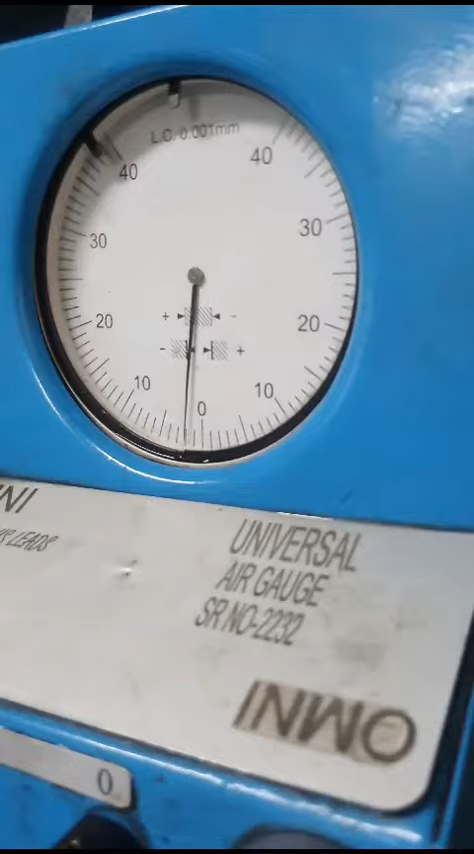 L.C. 0.001mm
40
40
30
30
+ -
20
20
- +
10
10
0
NI
LEADS
UNIVERSAL
AIR GAUGE
SR NO-2232
OMNI
0